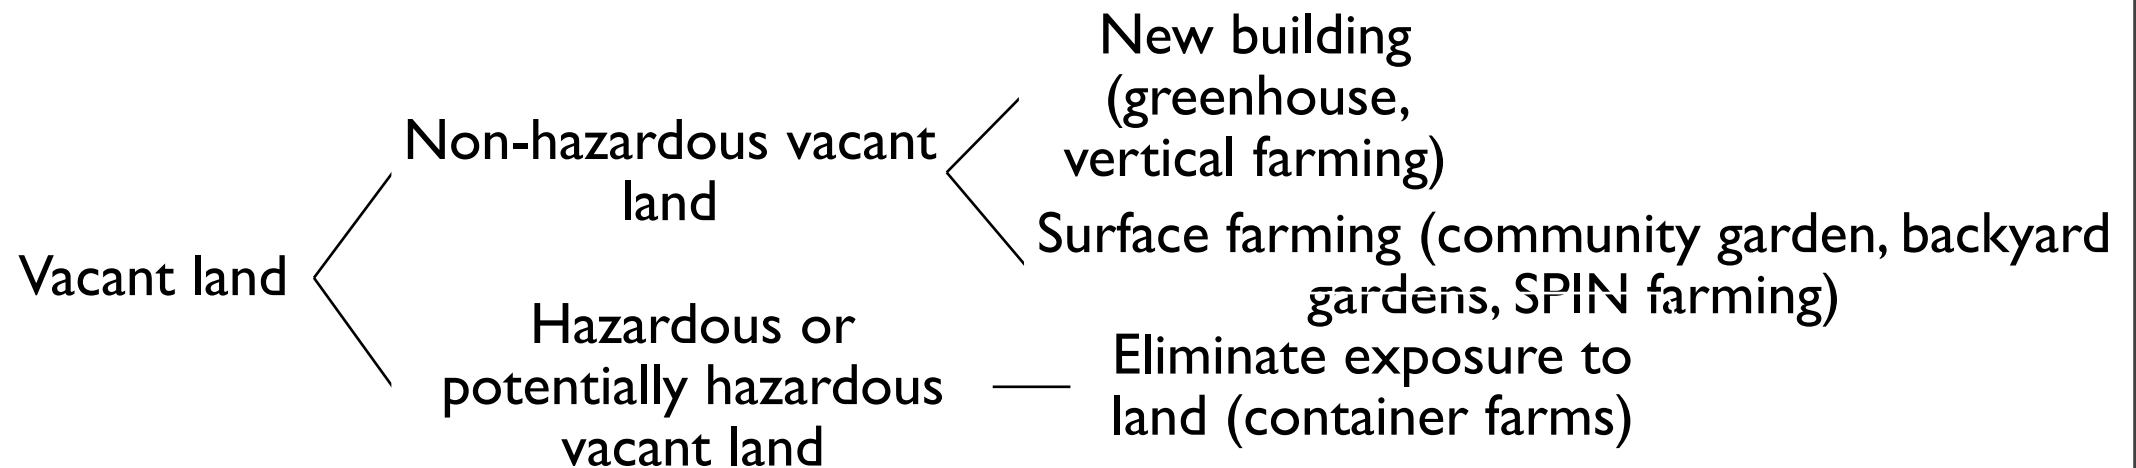 New building
(greenhouse,
vertical farming)
Non-hazardous vacant
land
Surface farming (community garden, backyard
gardens, SPIN farming)
Vacant land
Hazardous or
potentially hazardous
vacant land
Eliminate exposure to
land (container farms)